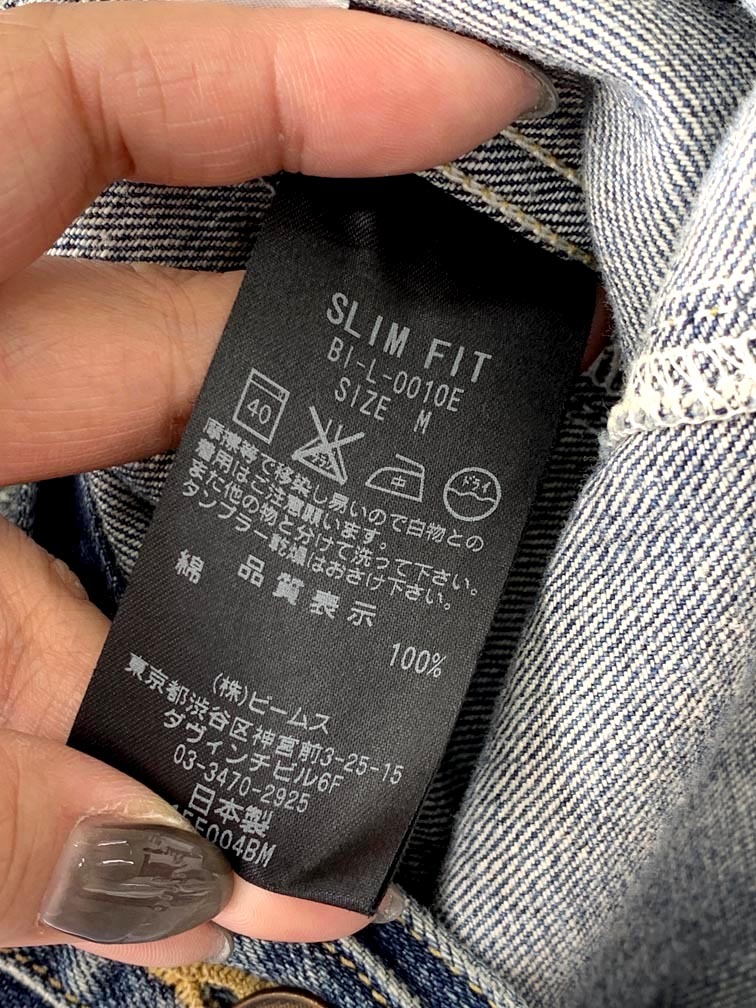 SLIM FIT
BI-L-0010E
SIZE M
40 中 ドライ
摩擦等で移染し易いので白物との
着用はご注意願います。
また他の物と分けて洗って下さい。
タンブラー乾燥はおさけ下さい。
品質表示
綿 100%
(株)ビームス
東京都渋谷区神宮前3-25-15
ダヴィンチビル6F
03-3470-2925
日本製
004BM